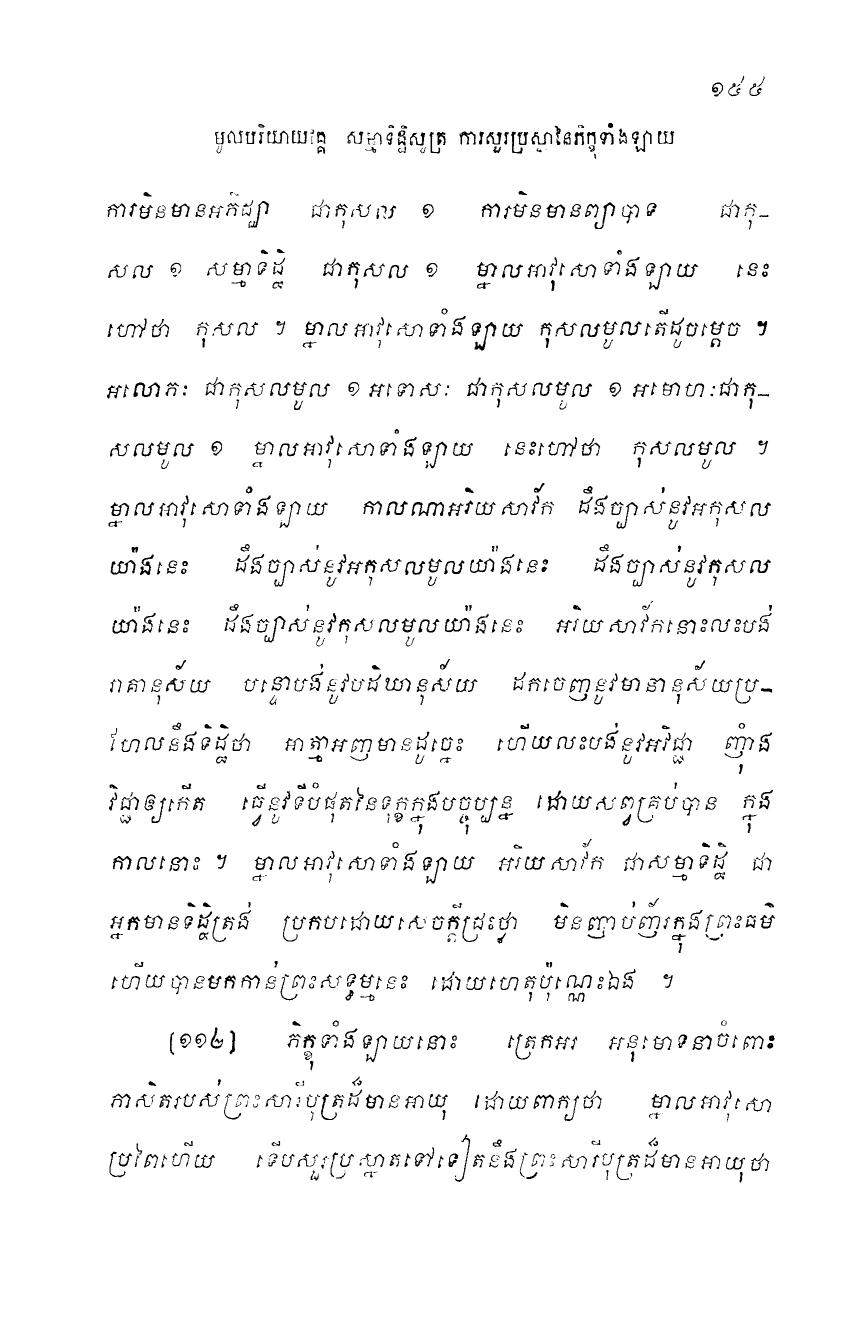 ១៥៥
មូលបរិយាយវគ្គ សម្មាទិដ្ឋិសូត្រ ការសួរប្រស្នានៃភិក្ខុទាំងឡាយ
ការមិនមានអភិជ្ឈា ជាកុសល ១ ការមិនមានព្យាបាទ ជាកុ-
សល ១ សម្មាទិដ្ឋិ ជាកុសល ១ ម្នាលអាវុសោទាំងឡាយ នេះ
ហៅថា កុសល ។ ម្នាលអាវុសោទាំងឡាយ កុសលមូលតើដូចម្តេច ។
អលោភៈ ជាកុសលមូល ១ អទោសៈ ជាកុសលមូល ១ អមោហៈជាកុ-
សលមូល ១ ម្នាលអាវុសោទាំងឡាយ នេះហៅថា កុសលមូល ។
ម្នាលអាវុសោទាំងឡាយ កាលណាអរិយសាវ័ក ដឹងច្បាស់នូវអកុសល
យ៉ាងនេះ ដឹងច្បាស់នូវអកុសលមូលយ៉ាងនេះ ដឹងច្បាស់នូវកុសល
យ៉ាងនេះ ដឹងច្បាស់នូវកុសលមូលយ៉ាងនេះ អរិយសាវ័កនោះលះបង់
រាគានុស័យ បន្ទោបង់នូវបដិឃានុស័យ ដកចេញនូវមានានុស័យប្រ-
ហែលនឹងទិដ្ឋិថា អាត្មាអញមានដូច្នេះ ហើយលះបង់នូវអវិជ្ជា ញុំាង
វិជ្ជាឲ្យកើត ធ្វើនូវទីបំផុតនៃទុក្ខក្នុងបច្ចុប្បន្ន ដោយសព្វគ្រប់បាន ក្នុង
កាលនោះ ។ ម្នាលអាវុសោទាំងឡាយ អរិយសាវ័ក ជាសម្មាទិដ្ឋិ ជា
អ្នកមានទិដ្ឋិត្រង់ ប្រកបដោយសេចក្តីជ្រះថ្លា មិនញាប់ញ័រក្នុងព្រះធម៌
ហើយបានមកកាន់ព្រះសទ្ធម្មនេះ ដោយហេតុប៉ុណ្ណេះឯង ។
[១១២] ភិក្ខុទាំងឡាយនោះ ត្រេកអរ អនុមោទនាចំពោះ
ភាសិតរបស់ព្រះសារីបុត្រដ៏មានអាយុ ដោយពាក្យថា ម្នាលអាវុសោ
ប្រពៃហើយ ទើបសួរប្រស្នាតទៅទៀតនឹងព្រះសារីបុត្រដ៏មានអាយុថា